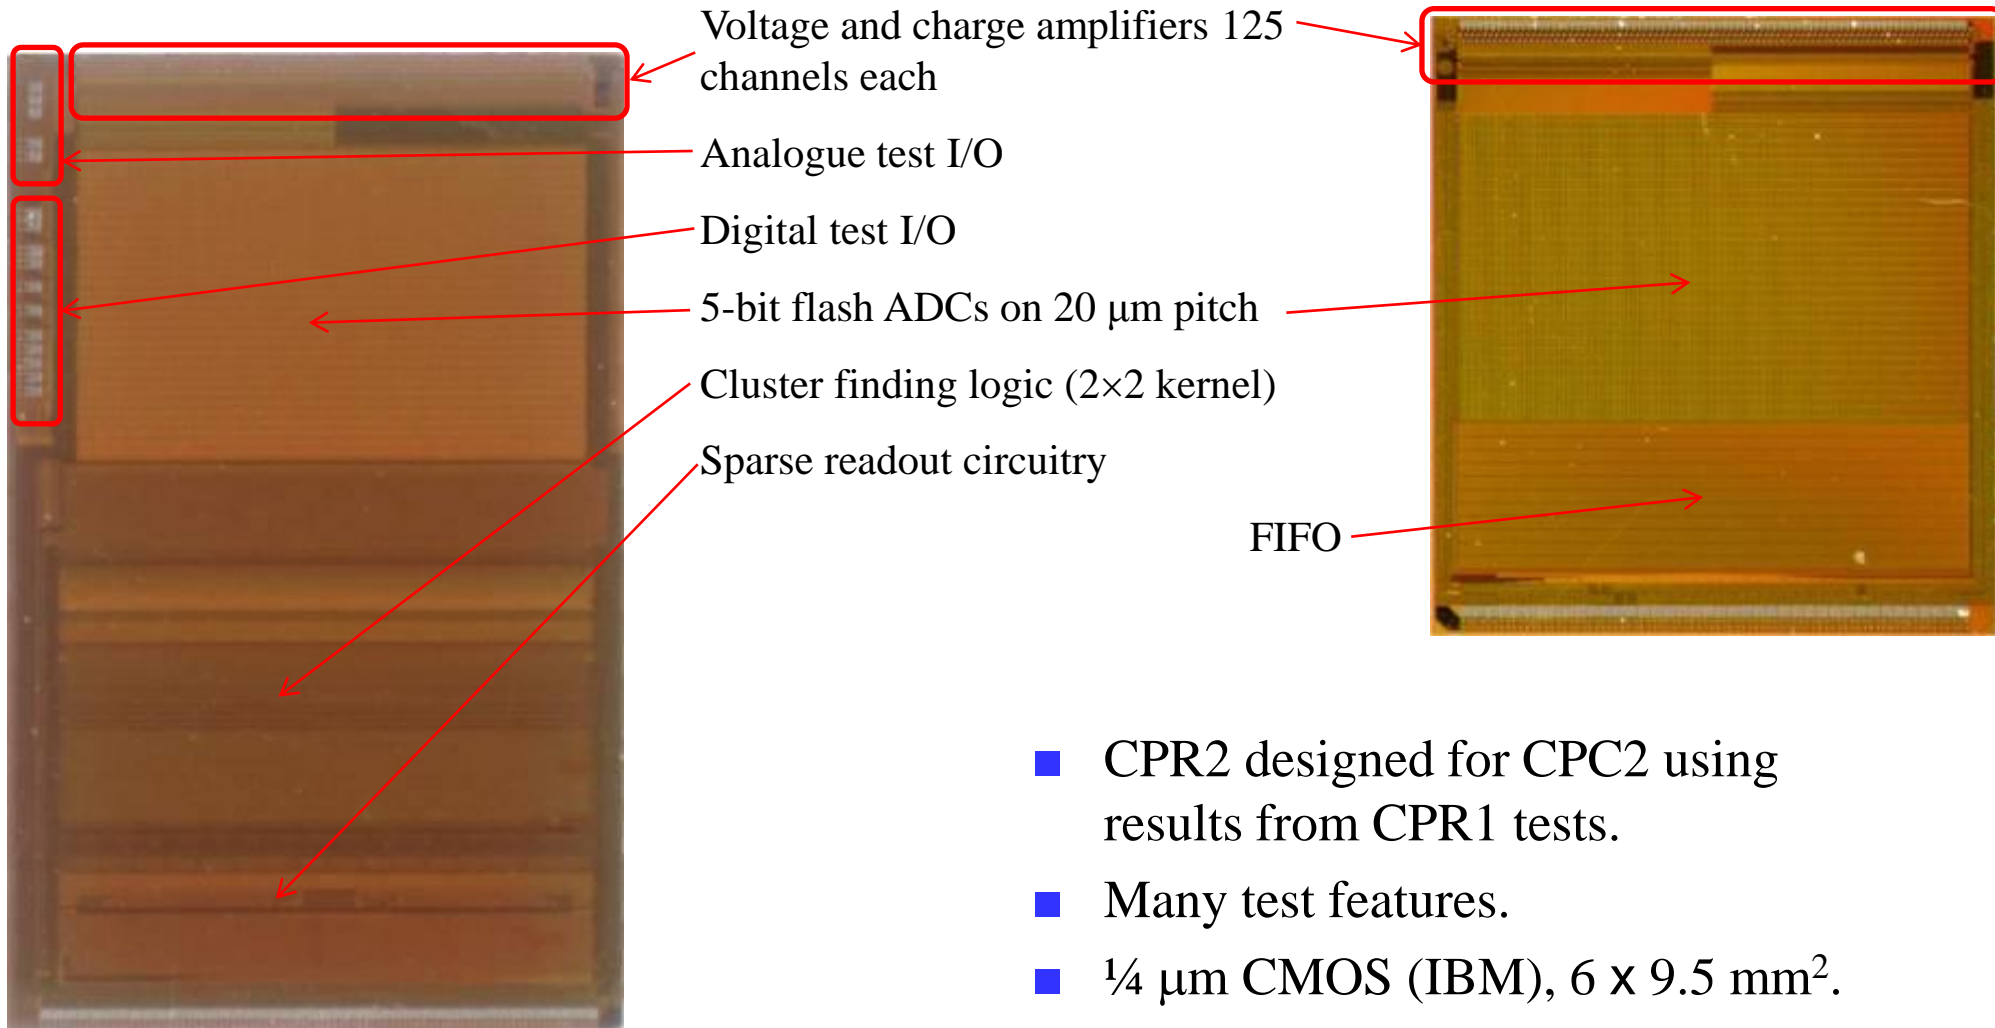 Voltage and charge amplifiers 125
channels each
Analogue test I/O
Digital test I/O
5-bit flash ADCs on 20 μm pitch
Cluster finding logic (2×2 kernel)
Sparse readout circuitry
FIFO
CPR2 designed for CPC2 using
results from CPR1 tests.
Many test features.
¼ μm CMOS (IBM), 6 x 9.5 mm².